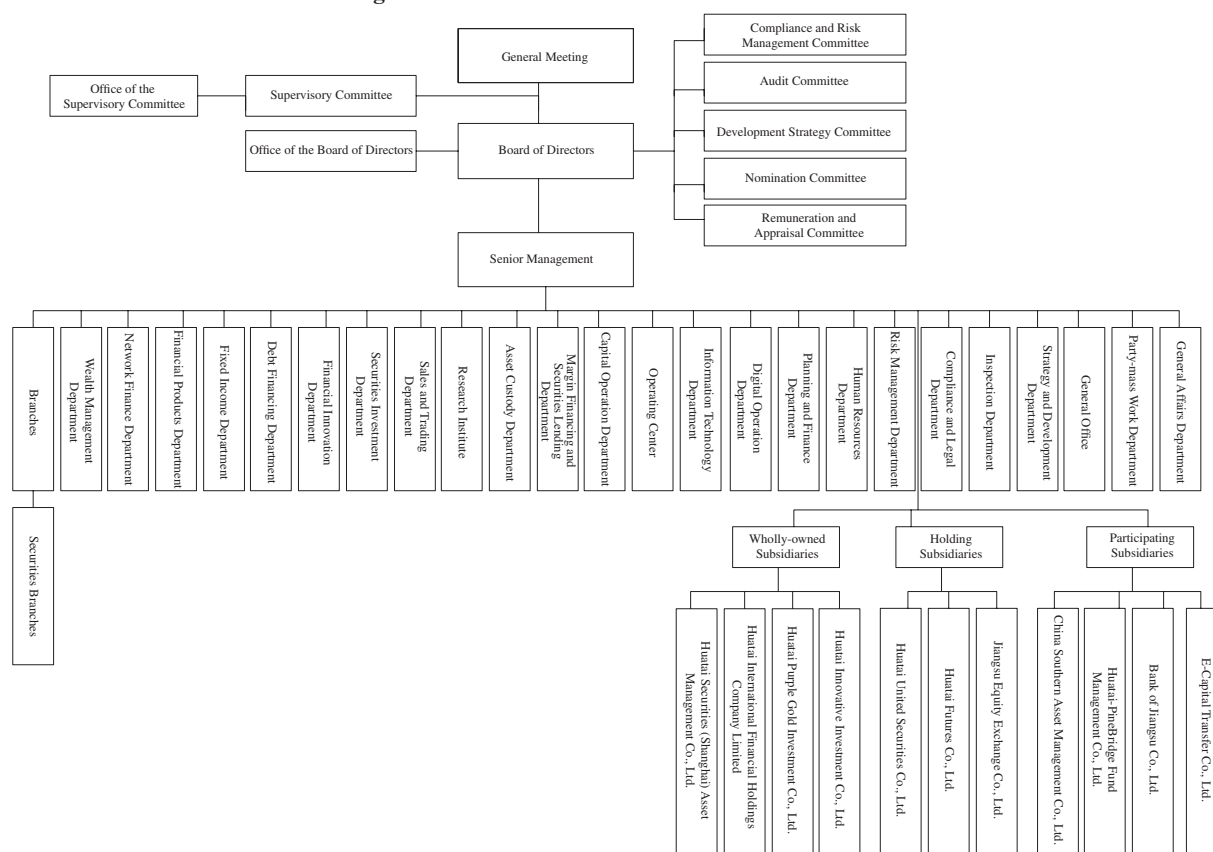 General Meeting
Compliance and Risk
Management Committee
Audit Committee
Office of the
Supervisory Committee
Supervisory Committee
Development Strategy Committee
Office of the Board of Directors
Board of Directors
Nomination Committee
Remuneration and
Appraisal Committee
Senior Management
Branches
Wealth Management
Department
Network Finance Department
Financial Products Department
Fixed Income Department
Debt Financing Department
Financial Innovation
Department
Securities Investment
Department
Sales and Trading
Department
Research Institute
Asset Custody Department
Margin Financing and
Securities Lending
Department
Capital Operation Department
Operating Center
Information Technology
Department
Digital Operation
Department
Planning and Finance
Department
Human Resources
Department
Risk Management Department
Compliance and Legal
Department
Inspection Department
Strategy and Development
Department
General Office
Party-mass Work Department
General Affairs Department
Securities Branches
Wholly-owned
Subsidiaries
Holding
Subsidiaries
Participating
Subsidiaries
Huatai Securities (Shanghai) Asset
Management Co., Ltd.
Huatai International Financial Holdings
Company Limited
Huatai Purple Gold Investment Co., Ltd.
Huatai Innovative Investment Co., Ltd.
Huatai United Securities Co., Ltd.
Huatai Futures Co., Ltd.
Jiangsu Equity Exchange Co., Ltd.
China Southern Asset Management Co., Ltd.
Huatai-PineBridge Fund
Management Co., Ltd.
Bank of Jiangsu Co., Ltd.
E-Capital Transfer Co., Ltd.